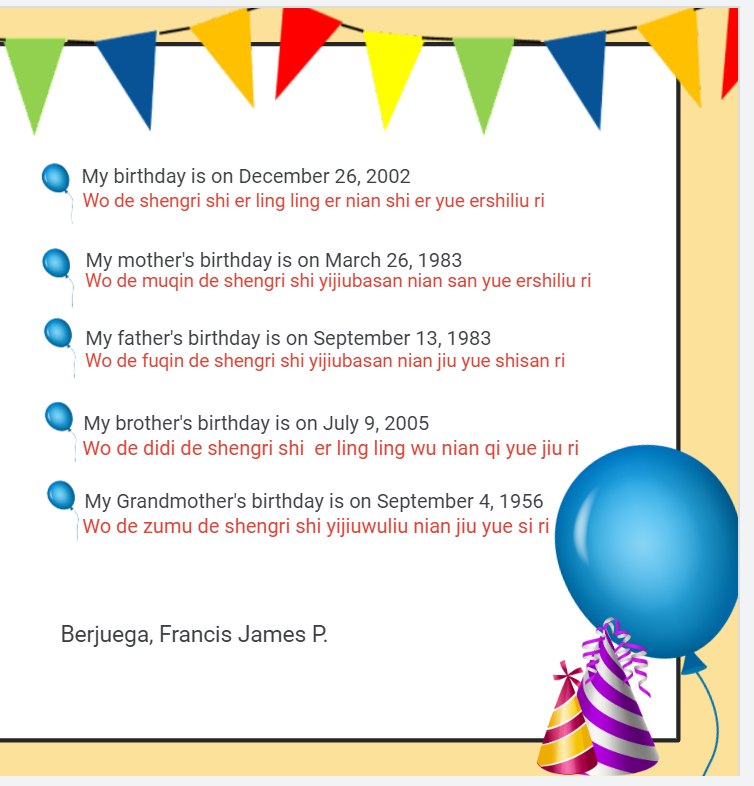 My birthday is on December 26, 2002
Wo de shengri shi er ling ling er nian shi er yue ershiliu ri
My mother's birthday is on March 26, 1983
Wo de muqin de shengri shi yijiubasan nian san yue ershiliu ri
My father's birthday is on September 13, 1983
Wo de fuqin de shengri shi yijiubasan nian jiu yue shisan ri
My brother's birthday is on July 9, 2005
Wo de didi de shengri shi  er ling ling wu nian qi yue jiu ri
My Grandmother's birthday is on September 4, 1956
Wo de zumu de shengri shi yijiuwuliu nian jiu yue si ri
Berjuega, Francis James P.